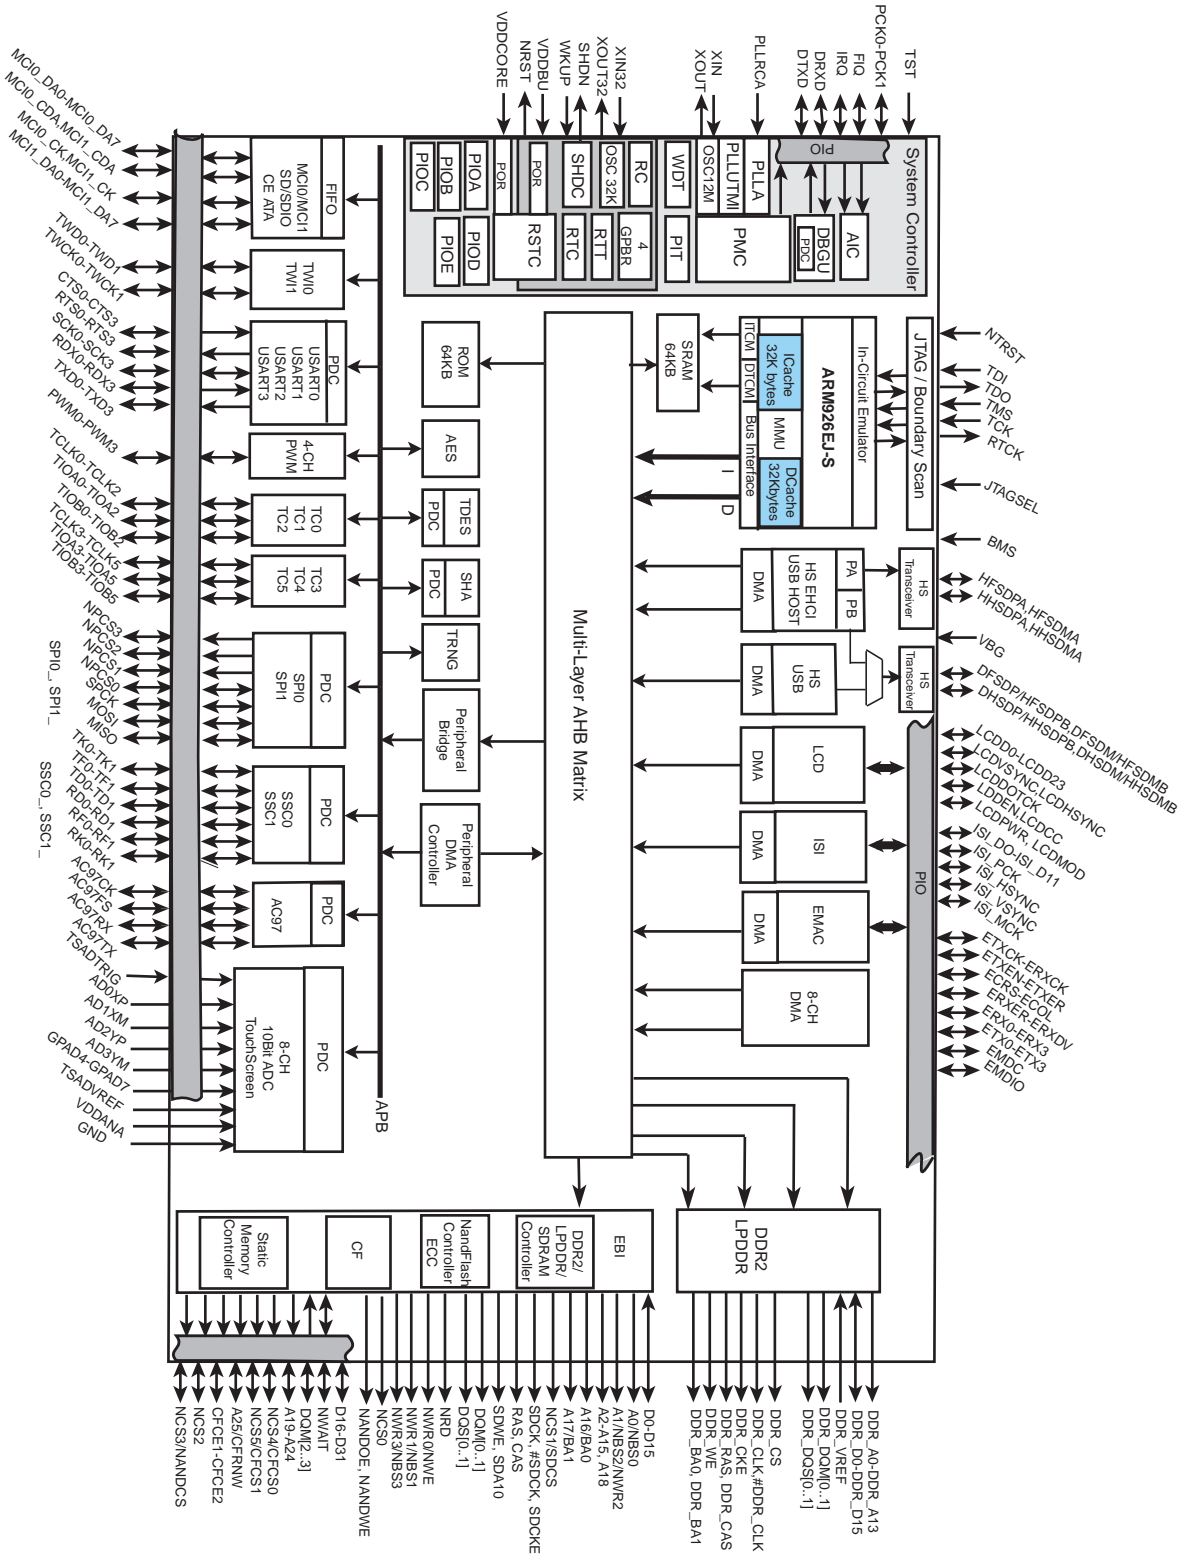 TST
PCK0-PCK1
FIQ
IRQ
DRXD
DTXD
PLLRCA
XIN
XOUT
XIN32
XOUT32
SHDN
WKUP
VDDBU
NRST
VDDCORE
System Controller
PIO
AIC
DBGU
PDC
PLLA
PLLUTMI
OSC12M
PMC
WDT
PIT
RC
OSC 32K
4
GPBR
RTT
SHDC
RTC
POR
POR
RSTC
PIOA
PIOB
PIOC
PIOD
PIOE
NTRST
TDI
TDO
TMS
TCK
RTCK
JTAGSEL
BMS
HFSDPA,HFSDMA
HHSDPA,HHSDMA
VBG
DFSDP/HFSDPB,DFSDM/HFSDMB
DHSDP/HHSDPB,DHSDM/HHSDMB
LCDD0-LCDD23
LCDVSYNC,LCDHSYNC
LCDDOTCK
LDDEN,LCDCC
LCDPWR, LCDMOD
ISI_DO-ISI_D11
ISI_PCK
ISI_HSYNC
ISI_VSYNC
ISI_MCK
ETXCK-ERXCK
ETXEN-ETXER
ECRS-ECOL
ERXER-ERXDV
ERX0-ERX3
ETX0-ETX3
EMDC
EMDIO
JTAG / Boundary Scan
In-Circuit Emulator
ARM926EJ-S
ICache
32K bytes
MMU
DCache
32Kbytes
ITCM
DTCM
Bus Interface
I
D
SRAM
64KB
HS
Transceiver
HS
Transceiver
PA
PB
HS EHCI
USB HOST
DMA
HS
USB
DMA
LCD
DMA
ISI
DMA
EMAC
DMA
8-CH
DMA
PIO
Multi-Layer AHB Matrix
ROM
64KB
AES
TDES
PDC
SHA
PDC
TRNG
Peripheral
Bridge
Peripheral
DMA
Controller
APB
FIFO
MCI0/MCI1
SD/SDIO
CE ATA
TWI0
TWI1
PDC
USART0
USART1
USART2
USART3
4-CH
PWM
TC0
TC1
TC2
TC3
TC4
TC5
PDC
SPI0
SPI1
PDC
SSC0
SSC1
PDC
AC97
PDC
8-CH
10Bit ADC
TouchScreen
MCI0_DA0-MCI0_DA7
MCI0_CDA,MCI1_CDA
MCI0_CK,MCI1_CK
MCI1_DA0-MCI1_DA7
TWD0-TWD1
TWCK0-TWCK1
CTS0-CTS3
RTS0-RTS3
SCK0-SCK3
RDX0-RDX3
TXD0-TXD3
PWM0-PWM3
TCLK0-TCLK2
TIOA0-TIOA2
TIOB0-TIOB2
TCLK3-TCLK5
TIOA3-TIOA5
TIOB3-TIOB5
NPCS3
NPCS2
NPCS1
NPCS0
SPCK
MOSI
MISO
SPI0_, SPI1_
TK0-TK1
TF0-TF1
TD0-TD1
RD0-RD1
RF0-RF1
RK0-RK1
SSC0_, SSC1_
AC97CK
AC97FS
AC97RX
AC97TX
TSADTRIG
AD0XP
AD1XM
AD2YP
AD3YM
GPAD4-GPAD7
TSADVREF
VDDANA
GND
EBI
DDR2/
LPDDR/
SDRAM
Controller
NandFlash
Controller
ECC
CF
Static
Memory
Controller
DDR2
LPDDR
DDR_A0-DDR_A13
DDR_D0-DDR_D15
DDR_VREF
DDR_DQM[0..1]
DDR_DQS[0..1]
DDR_CS
DDR_CLK,#DDR_CLK
DDR_CKE
DDR_RAS, DDR_CAS
DDR_WE
DDR_BA0, DDR_BA1
D0-D15
A0/NBS0
A1/NBS2/NWR2
A2-A15, A18
A16/BA0
A17/BA1
NCS1/SDCS
SDCK, #SDCK, SDCKE
RAS, CAS
SDWE, SDA10
DQM[0..1]
DQS[0..1]
NRD
NWR0/NWE
NWR1/NBS1
NWR3/NBS3
NCS0
NANDOE, NANDWE
D16-D31
NWAIT
DQM[2..3]
A19-A24
NCS4/CFCS0
NCS5/CFCS1
A25/CFRNW
CFCE1-CFCE2
NCS2
NCS3/NANDCS